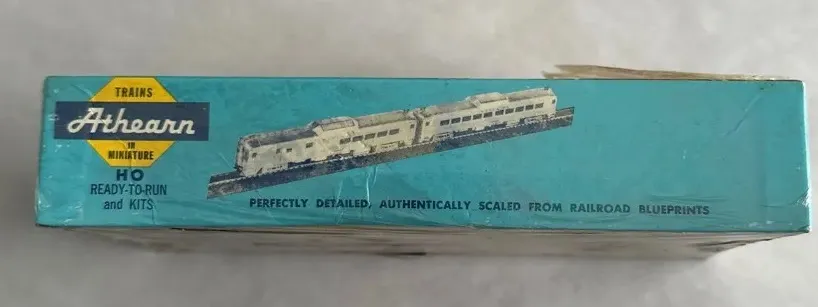 TRAINS
Athearn
IN
MINIATURE
HO
READY-TO-RUN
and KITS
PERFECTLY DETAILED, AUTHENTICALLY SCALED FROM RAILROAD BLUEPRINTS